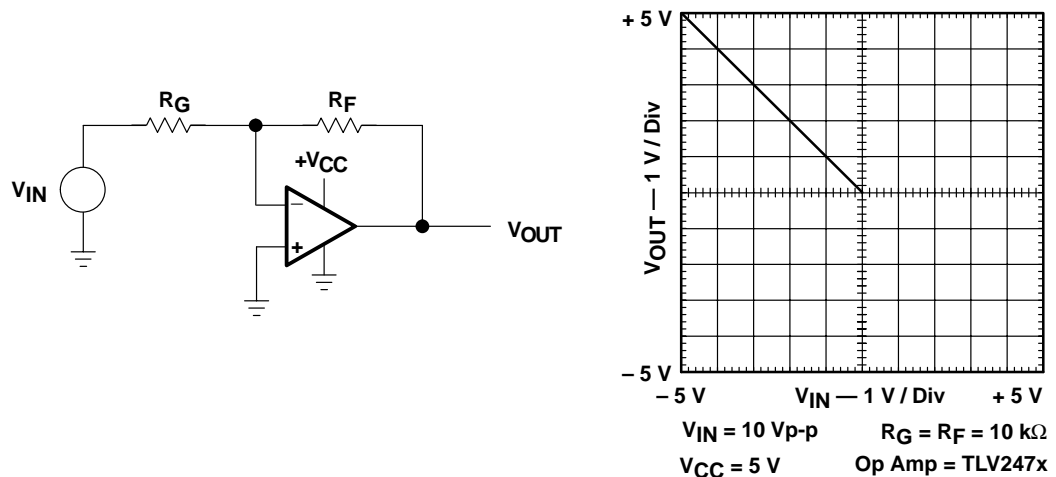 RG
RF
+VCC
VIN
−
+
VOUT
+ 5 V
VOUT — 1 V / Div
– 5 V
– 5 V
VIN — 1 V / Div
+ 5 V
VIN = 10 Vp-p
RG = RF = 10 kΩ
VCC = 5 V
Op Amp = TLV247x